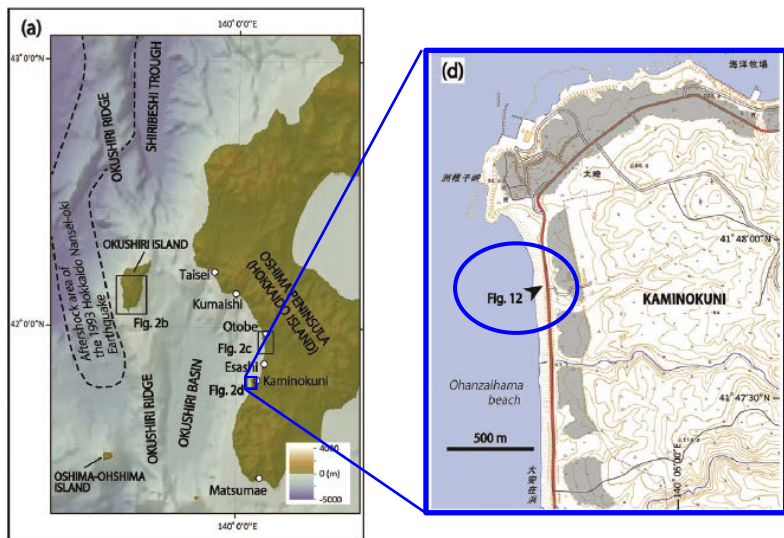 (a)
140°0'0"E
43°0'0"N
42°0'0"N
OKUSHIRI RIDGE
SHIRIBESHI TROUGH
OKUSHIRI ISLAND
Aftershock area of
the 1993 Hokkaido Nansei-oki
Earthquake
Fig. 2b
Taisei
Kumaishi
Otobe
Fig. 2c
Esashi
Kaminokuni
Fig. 2d
OSHIMA PENINSULA
(HOKKAIDO ISLAND)
OKUSHIRI RIDGE
OKUSHIRI BASIN
OSHIMA-OHSHIMA
ISLAND
Matsumae
4000
0 (m)
-5000
140°0'0"E
(d)
海洋牧場
洲根子岬
大崎
41° 48'00"N
Fig. 12
KAMINOKUNI
Ohanzaihama
beach
41° 47'30"N
500 m
大安在浜
140° 05'00"E